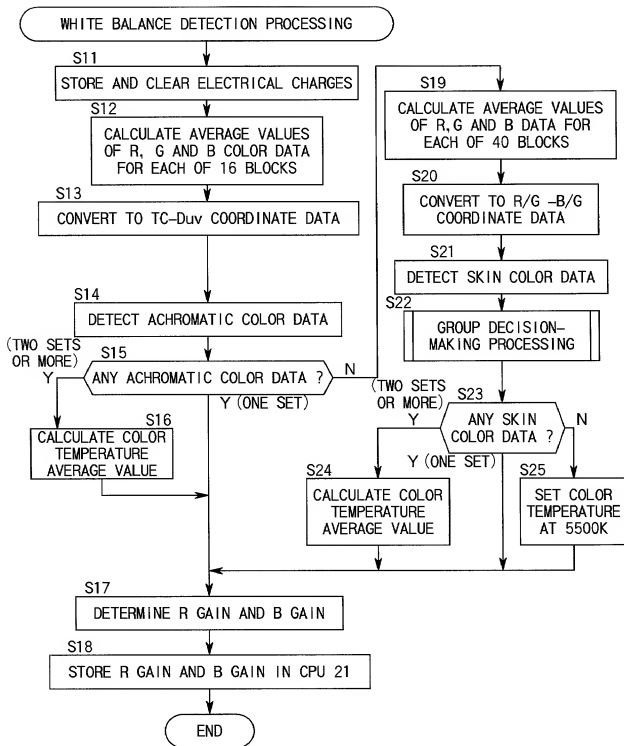 WHITE BALANCE DETECTION PROCESSING
S11
STORE AND CLEAR ELECTRICAL CHARGES
S12
CALCULATE AVERAGE VALUES
OF R, G AND B COLOR DATA
FOR EACH OF 16 BLOCKS
S13
CONVERT TO TC-Duv COORDINATE DATA
S14
DETECT ACHROMATIC COLOR DATA
(TWO SETS
OR MORE)
S15
Y
ANY ACHROMATIC COLOR DATA ?
N
Y (ONE SET)
S16
CALCULATE COLOR
TEMPERATURE
AVERAGE VALUE
S19
CALCULATE AVERAGE VALUES
OF R,G AND B DATA FOR
EACH OF 40 BLOCKS
S20
CONVERT TO R/G -B/G
COORDINATE DATA
S21
DETECT SKIN COLOR DATA
S22
GROUP DECISION-
MAKING PROCESSING
(TWO SETS
OR MORE)
S23
Y
ANY SKIN
COLOR DATA ?
N
Y (ONE SET)
S24
CALCULATE COLOR
TEMPERATURE
AVERAGE VALUE
S25
SET COLOR
TEMPERATURE
AT 5500K
S17
DETERMINE R GAIN AND B GAIN
S18
STORE R GAIN AND B GAIN IN CPU 21
END